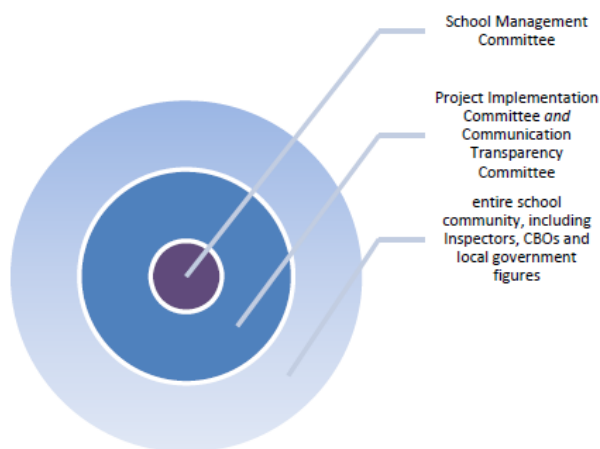 School Management
Committee
Project Implementation
Committee and
Communication
Transparency
Committee
entire school
community, including
Inspectors, CBOs and
local government
figures